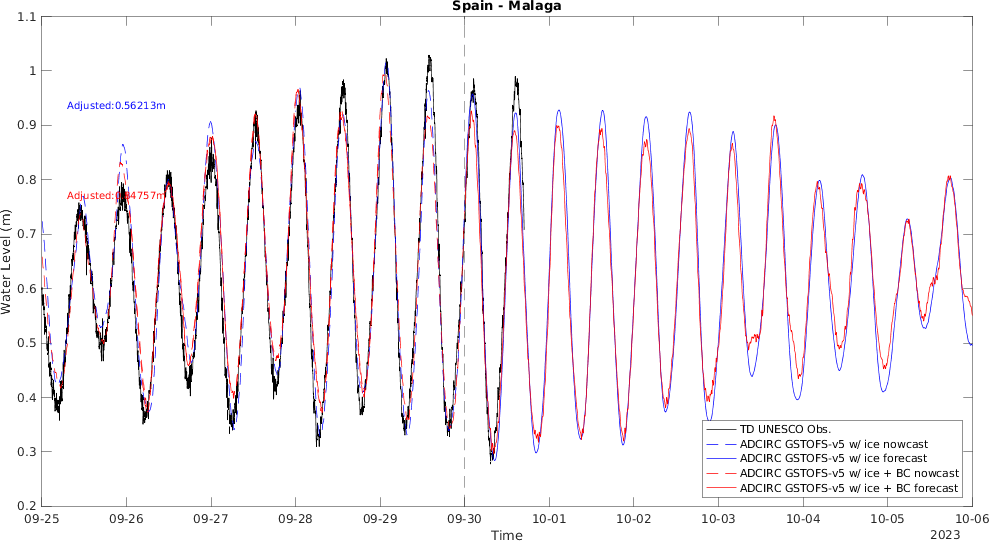 Spain - Malaga
1.1
1
0.9
0.8
0.7
0.6
0.5
0.4
0.3
0.2
Water Level (m)
Adjusted:0.56213m
TD UNESCO Obs.
ADCIRC GSTOFS-v5 w/ ice nowcast
ADCIRC GSTOFS-v5 w/ ice forecast
ADCIRC GSTOFS-v5 w/ ice + BC nowcast
ADCIRC GSTOFS-v5 w/ ice + BC forecast
09-25 09-26 09-27 09-28 09-29 09-30 10-01 10-02 10-03 10-04 10-05 10-06
Time
2023